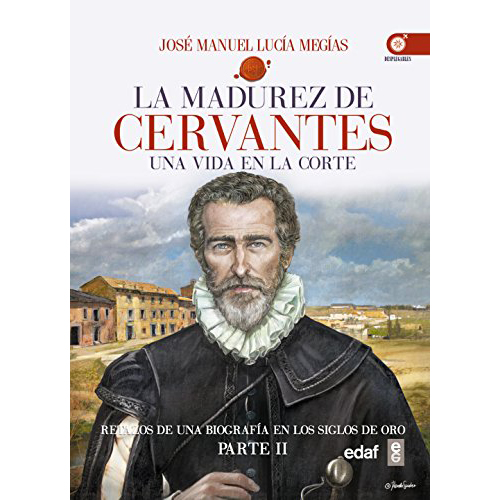 JOSÉ MANUEL LUCÍA MEGÍAS
DESPLEGABLES
LA MADUREZ DE
CERVANTES
UNA VIDA EN LA CORTE
RETAZOS DE UNA BIOGRAFÍA EN LOS SIGLOS DE ORO
PARTE II
edaf